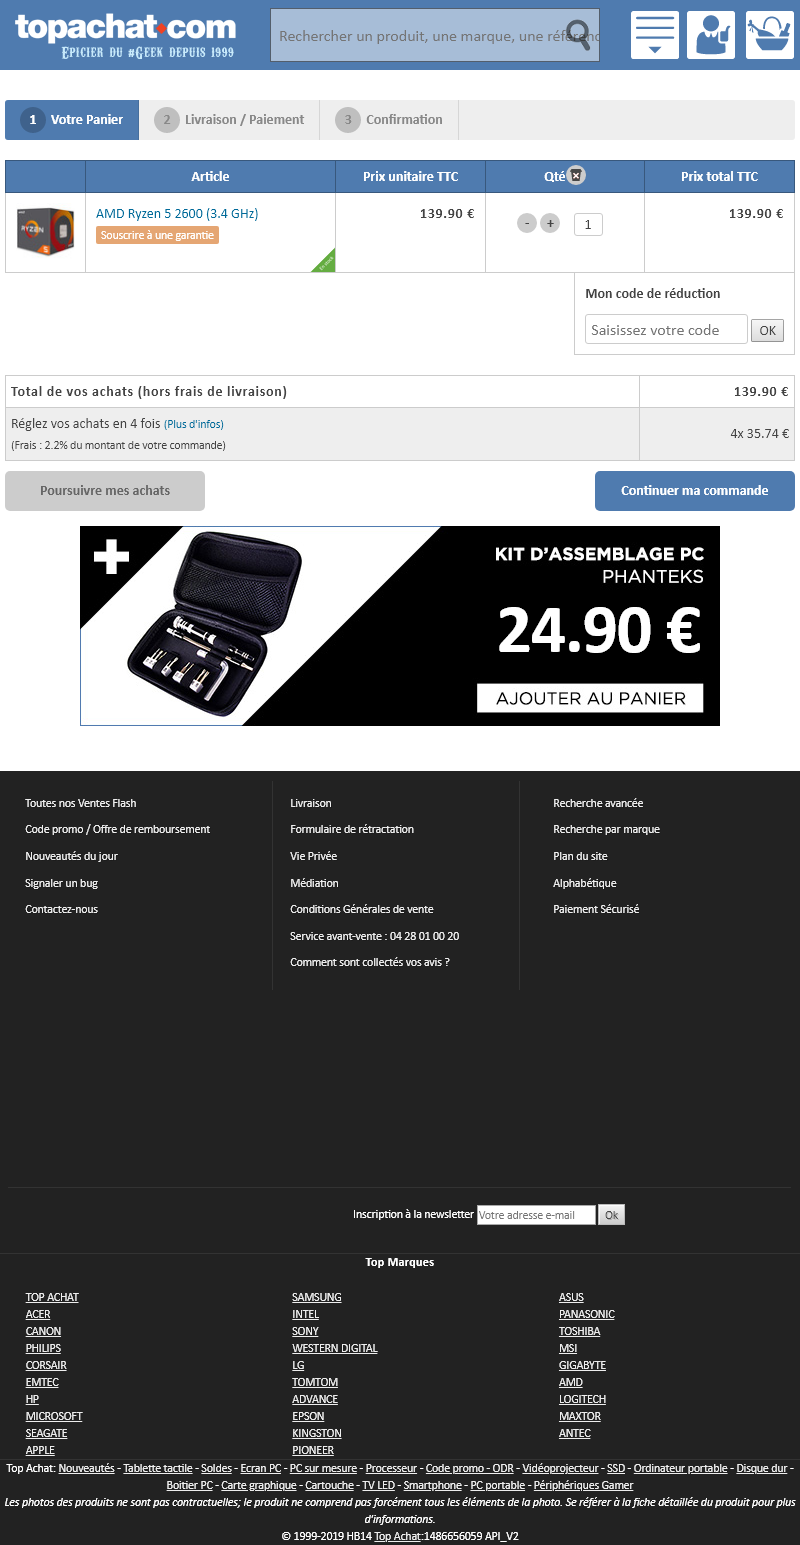 topachat.com
Epicier du #Geek depuis 1999
Rechercher un produit, une marque, une référence
1 Votre Panier
2 Livraison / Paiement
3 Confirmation
Article Prix unitaire TTC Qté Prix total TTC
AMD Ryzen 5 2600 (3.4 GHz) 139.90 € - + 1 139.90 €
RYZEN
5
Souscrire à une garantie
Mon code de réduction
Saisissez votre code OK
Total de vos achats (hors frais de livraison) 139.90 €
Réglez vos achats en 4 fois (Plus d'infos) 4x 35.74 €
(Frais : 2.2% du montant de votre commande)
Poursuivre mes achats Continuer ma commande
KIT D'ASSEMBLAGE PC
PHANTEKS
24.90 €
AJOUTER AU PANIER
Toutes nos Ventes Flash
Code promo / Offre de remboursement
Nouveautés du jour
Signaler un bug
Contactez-nous
Livraison
Formulaire de rétractation
Vie Privée
Médiation
Conditions Générales de vente
Service avant-vente : 04 28 01 00 20
Comment sont collectés vos avis ?
Recherche avancée
Recherche par marque
Plan du site
Alphabétique
Paiement Sécurisé
Inscription à la newsletter Votre adresse e-mail Ok
Top Marques
TOP ACHAT
ACER
CANON
PHILIPS
CORSAIR
EMTEC
HP
MICROSOFT
SEAGATE
APPLE
SAMSUNG
INTEL
SONY
WESTERN DIGITAL
LG
TOMTOM
ADVANCE
EPSON
KINGSTON
PIONEER
ASUS
PANASONIC
TOSHIBA
MSI
GIGABYTE
AMD
LOGITECH
MAXTOR
ANTEC
Top Achat: Nouveautés - Tablette tactile - Soldes - Ecran PC - PC sur mesure - Processeur - Code promo - ODR - Vidéoprojecteur - SSD - Ordinateur portable - Disque dur -
Boitier PC - Carte graphique - Cartouche - TV LED - Smartphone - PC portable - Périphériques Gamer
Les photos des produits ne sont pas contractuelles; le produit ne comprend pas forcément tous les éléments de la photo. Se référer à la fiche détaillée du produit pour plus
d'informations.
© 1999-2019 HB14 Top Achat:1486656059 API_V2